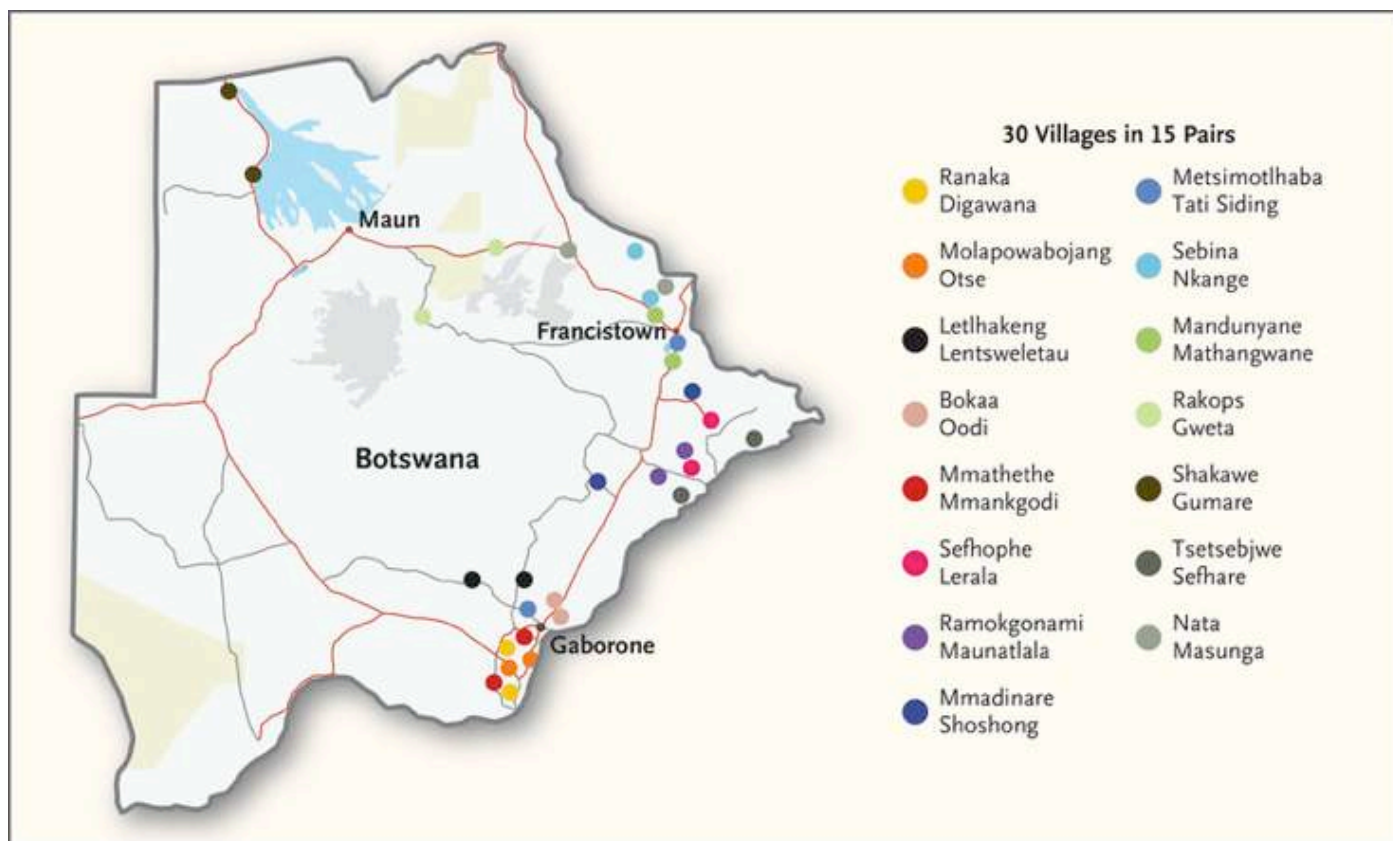 Maun
Francistown
Botswana
Gaborone
30 Villages in 15 Pairs
Ranaka
Digawana
Molapowabojang
Otse
Letlhakeng
Lentsweletau
Bokaa
Oodi
Mmathethe
Mmankgodi
Sefhophe
Lerala
Ramokgonami
Maunatlala
Mmadinare
Shoshong
Metsimotlhaba
Tati Siding
Sebina
Nkange
Mandunyane
Mathangwane
Rakops
Gweta
Shakawe
Gumare
Tsetsebjwe
Sefhare
Nata
Masunga